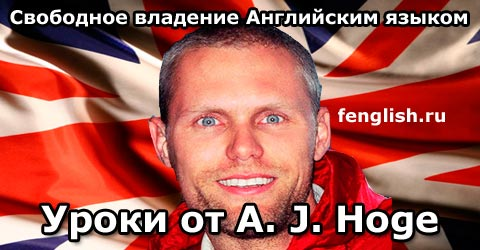 Свободное владение Английским языком
fenglish.ru
Уроки от A. J. Hoge